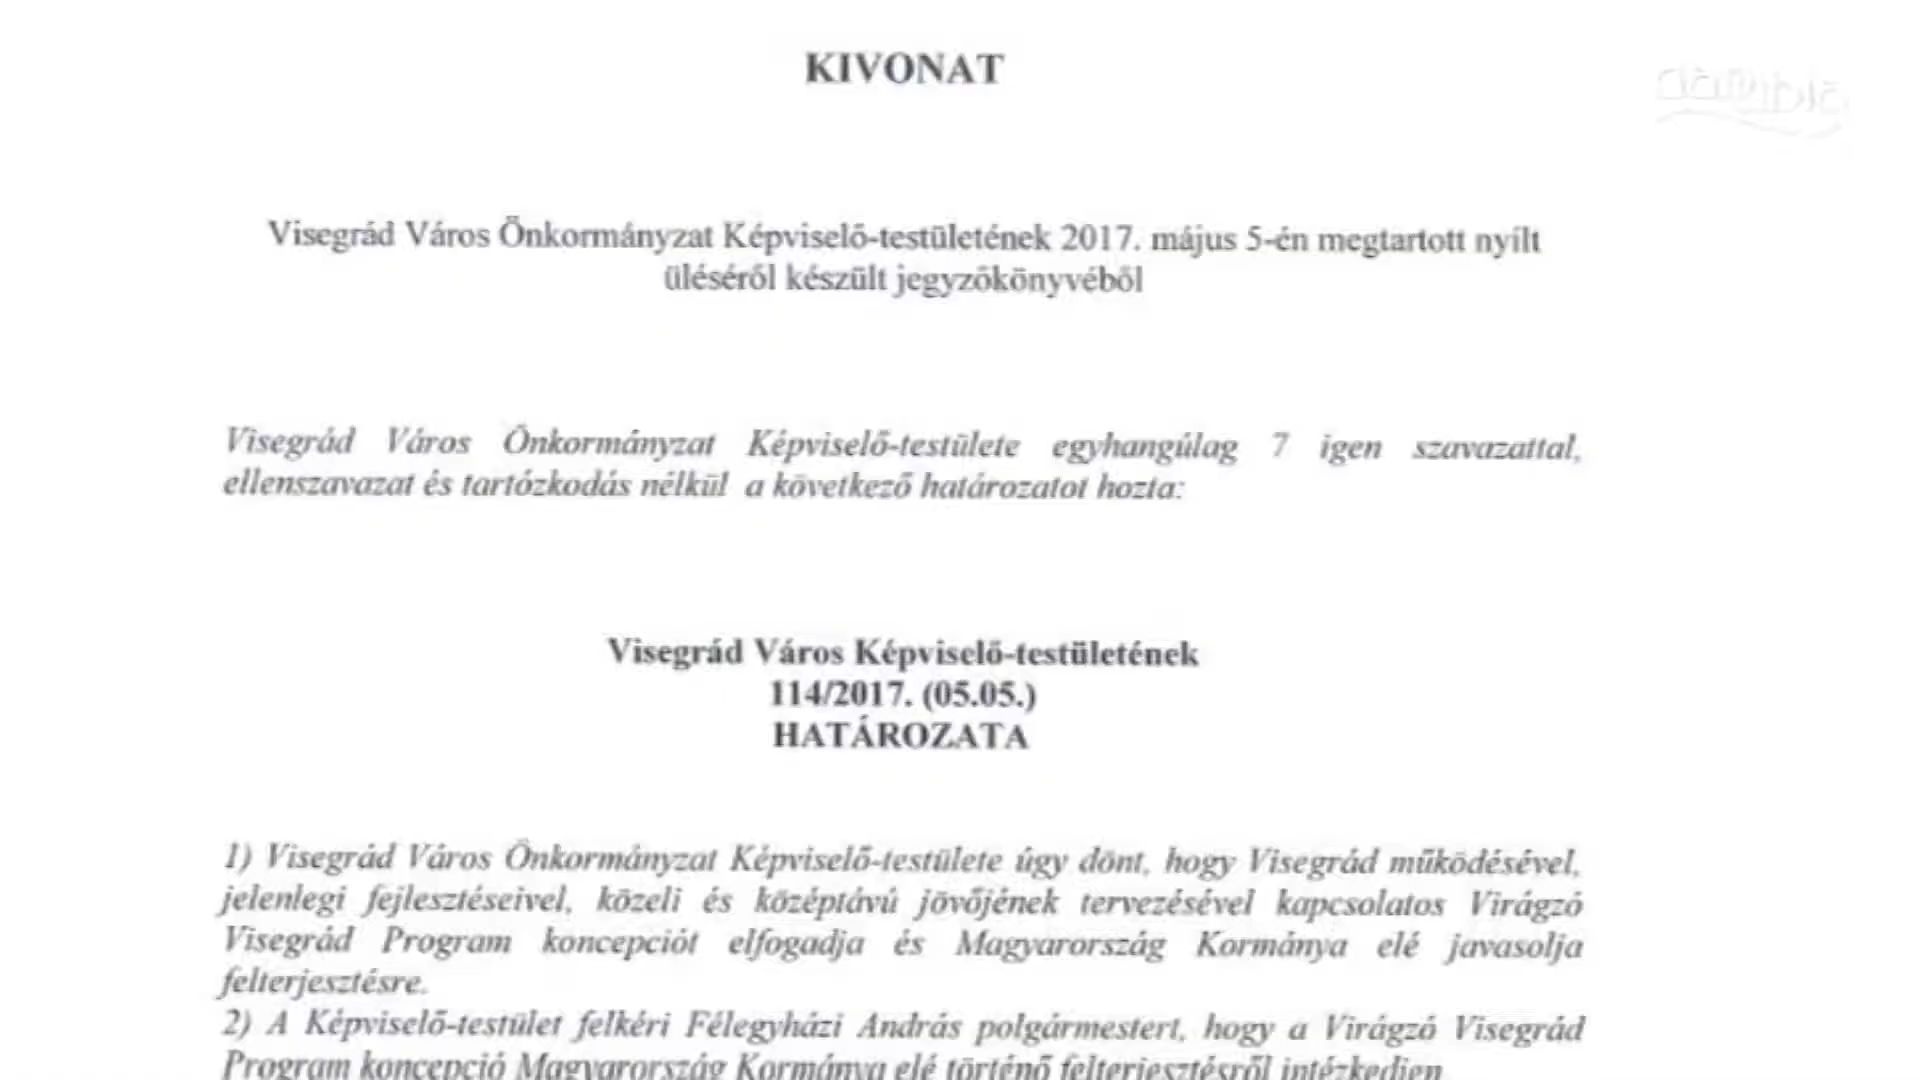 KIVONAT
Visegrád Város Önkormányzat Képviselő-testületének 2017. május 5-én megtartott nyílt
üléséről készült jegyzőkönyvéből
Visegrád Város Önkormányzat Képviselő-testülete egyhangúlag 7 igen szavazattal,
ellenszavazat és tartózkodás nélkül a következő határozatot hozta:
Visegrád Város Képviselő-testületének
114/2017. (05.05.)
HATÁROZATA
1) Visegrád Város Önkormányzat Képviselő-testülete úgy dönt, hogy Visegrád működésével,
jelenlegi fejlesztéseivel, közeli és középtávú jövőjének tervezésével kapcsolatos Virágzó
Visegrád Program koncepciót elfogadja és Magyarország Kormánya elé javasolja
felterjesztésre.
2) A Képviselő-testület felkéri Félegyházi András polgármestert, hogy a Virágzó Visegrád
Program koncepció Magyarország Kormánya elé történő felterjesztésről intézkedjen.